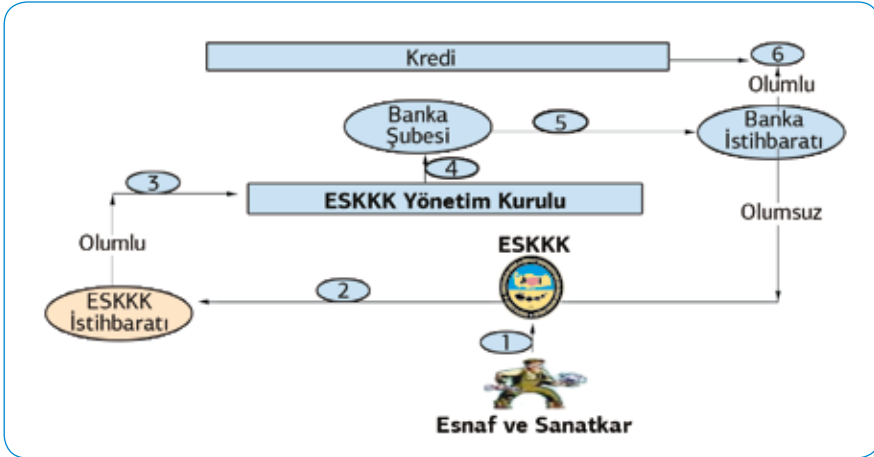 Kredi
6
Olumlu
Banka
Şubesi
5
Banka
İstihbaratı
4
3
ESKKK Yönetim Kurulu
Olumsuz
Olumlu
ESKKK
2
ESKKK
İstihbaratı
1
Esnaf ve Sanatkar